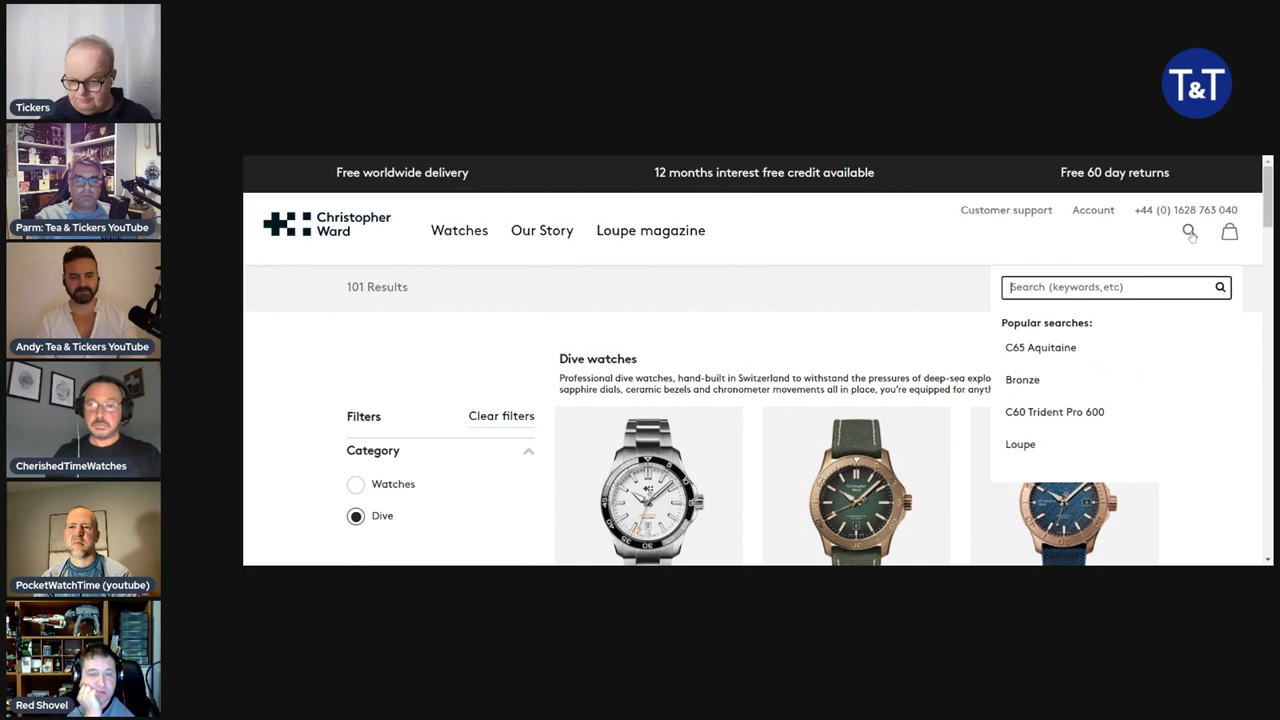 Tickers
Parm: Tea & Tickers YouTube
Andy: Tea & Tickers YouTube
CherishedTimeWatches
PocketWatchTime (youtube)
Red Shovel
T&T
Free worldwide delivery
12 months interest free credit available
Free 60 day returns
Customer support
Account
+44 (0) 1628 763 040
Christopher
Ward
Watches
Our Story
Loupe magazine
101 Results
Search (keywords,etc)
Popular searches:
C65 Aquitaine
Bronze
C60 Trident Pro 600
Loupe
Dive watches
Professional dive watches, hand-built in Switzerland to withstand the pressures of deep-sea explo
sapphire dials, ceramic bezels and chronometer movements all in place, you're equipped for anyth
Filters
Clear filters
Category
Watches
Dive